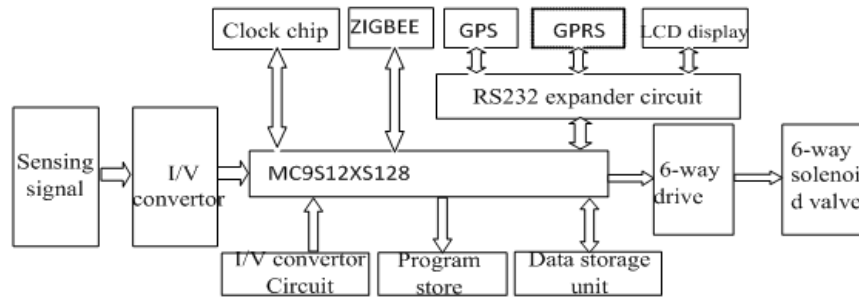 Clock chip
ZIGBEE
GPS
GPRS
LCD display
RS232 expander circuit
Sensing
signal
I/V
convertor
MC9S12XS128
6-way
drive
6-way
solenoi
d valve
I/V convertor
Circuit
Program
store
Data storage
unit